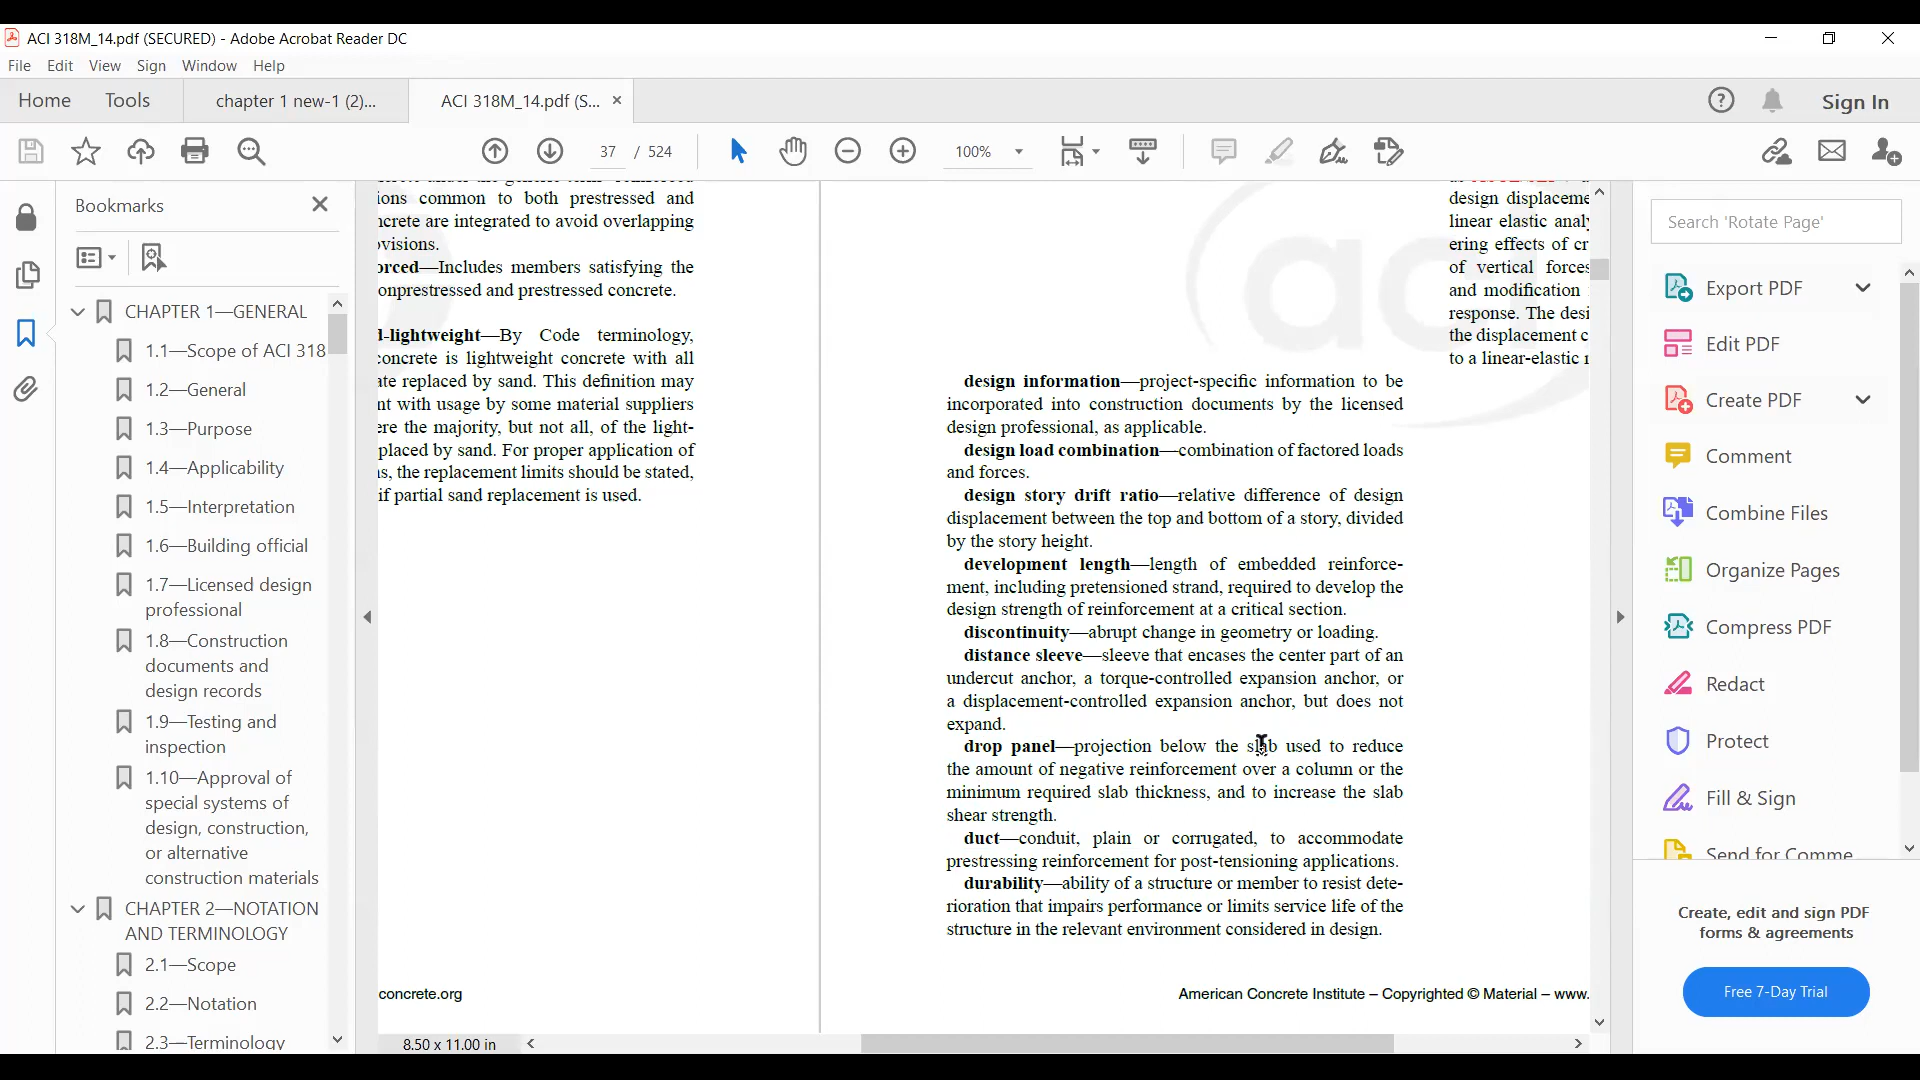 ACI 318M_14.pdf (SECURED) - Adobe Acrobat Reader DC
File Edit View Sign Window Help
Home Tools chapter 1 new-1 (2)... ACI 318M_14.pdf (S... ×
Sign In
37 / 524
100%
Bookmarks
CHAPTER 1—GENERAL
1.1—Scope of ACI 318
1.2—General
1.3—Purpose
1.4—Applicability
1.5—Interpretation
1.6—Building official
1.7—Licensed design
professional
1.8—Construction
documents and
design records
1.9—Testing and
inspection
1.10—Approval of
special systems of
design, construction,
or alternative
construction materials
CHAPTER 2—NOTATION
AND TERMINOLOGY
2.1—Scope
2.2—Notation
2.3—Terminology
ions common to both prestressed and
ncrete are integrated to avoid overlapping
ovisions.
orced—Includes members satisfying the
onprestressed and prestressed concrete.
d-lightweight—By Code terminology,
concrete is lightweight concrete with all
ate replaced by sand. This definition may
nt with usage by some material suppliers
ere the majority, but not all, of the light-
placed by sand. For proper application of
ns, the replacement limits should be stated,
if partial sand replacement is used.
concrete.org
aci
design information—project-specific information to be
incorporated into construction documents by the licensed
design professional, as applicable.
design load combination—combination of factored loads
and forces.
design story drift ratio—relative difference of design
displacement between the top and bottom of a story, divided
by the story height.
development length—length of embedded reinforce-
ment, including pretensioned strand, required to develop the
design strength of reinforcement at a critical section.
discontinuity—abrupt change in geometry or loading.
distance sleeve—sleeve that encases the center part of an
undercut anchor, a torque-controlled expansion anchor, or
a displacement-controlled expansion anchor, but does not
expand.
drop panel—projection below the slab used to reduce
the amount of negative reinforcement over a column or the
minimum required slab thickness, and to increase the slab
shear strength.
duct—conduit, plain or corrugated, to accommodate
prestressing reinforcement for post-tensioning applications.
durability—ability of a structure or member to resist dete-
rioration that impairs performance or limits service life of the
structure in the relevant environment considered in design.
American Concrete Institute – Copyrighted © Material – www.
design displaceme
linear elastic analy
ering effects of cr
of vertical forces
and modification
response. The desi
the displacement c
to a linear-elastic r
8.50 x 11.00 in
Search 'Rotate Page'
Export PDF
Edit PDF
Create PDF
Comment
Combine Files
Organize Pages
Compress PDF
Redact
Protect
Fill & Sign
Send for Comme
Create, edit and sign PDF
forms & agreements
Free 7-Day Trial